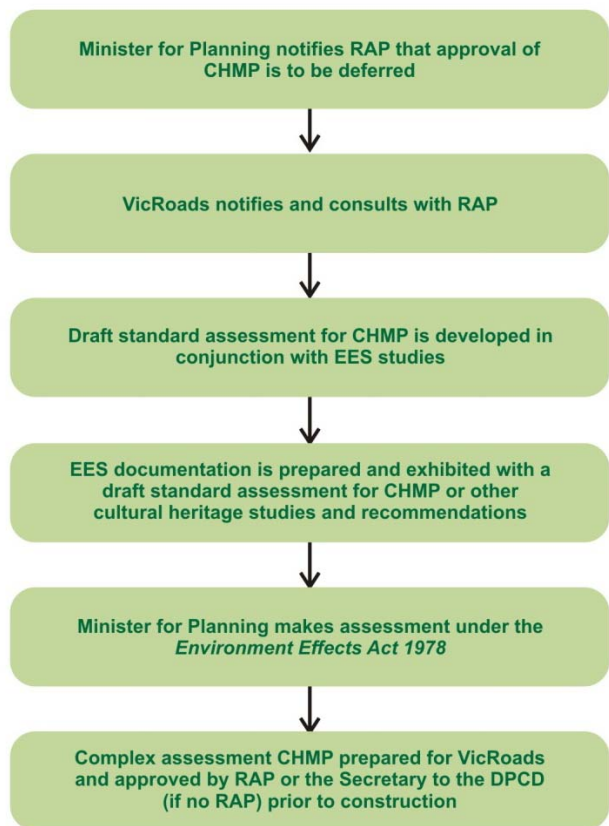 Minister for Planning notifies RAP that approval of
CHMP is to be deferred
VicRoads notifies and consults with RAP
Draft standard assessment for CHMP is developed in
conjunction with EES studies
EES documentation is prepared and exhibited with a
draft standard assessment for CHMP or other
cultural heritage studies and recommendations
Minister for Planning makes assessment under the
Environment Effects Act 1978
Complex assessment CHMP prepared for VicRoads
and approved by RAP or the Secretary to the DPCD
(if no RAP) prior to construction